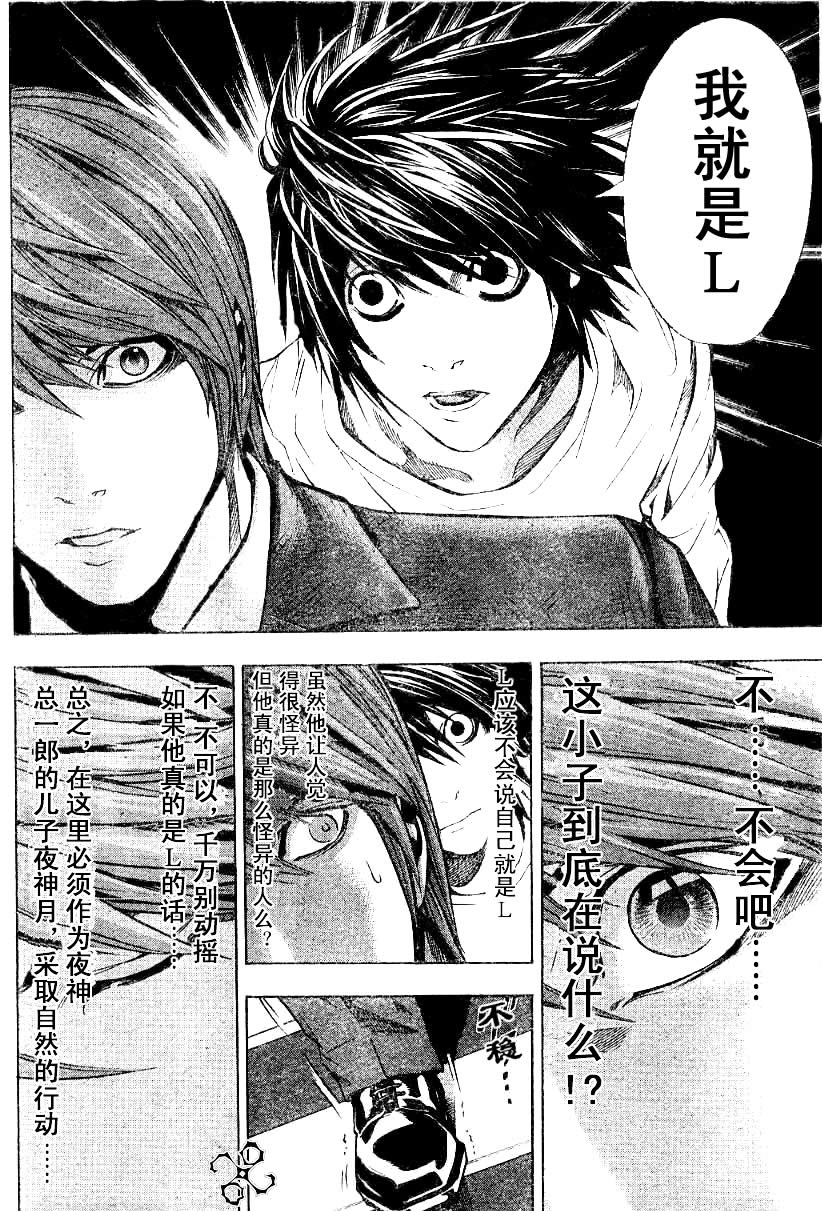 我就是L
不……不会吧……
这小子到底在说什么!?
L应该不会说自己就是L
虽然他让人觉
得很怪异
但他真的是那么怪异的人么?
不稳…
不，不可以，千万别动摇
如果他真的是L的话……
总之，在这里必须作为夜神
总一郎的儿子夜神月，采取自然的行动……